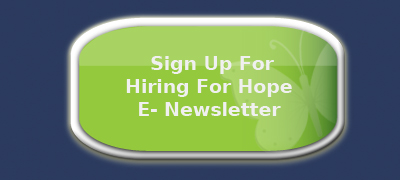 Sign Up For
Hiring For Hope
E- Newsletter